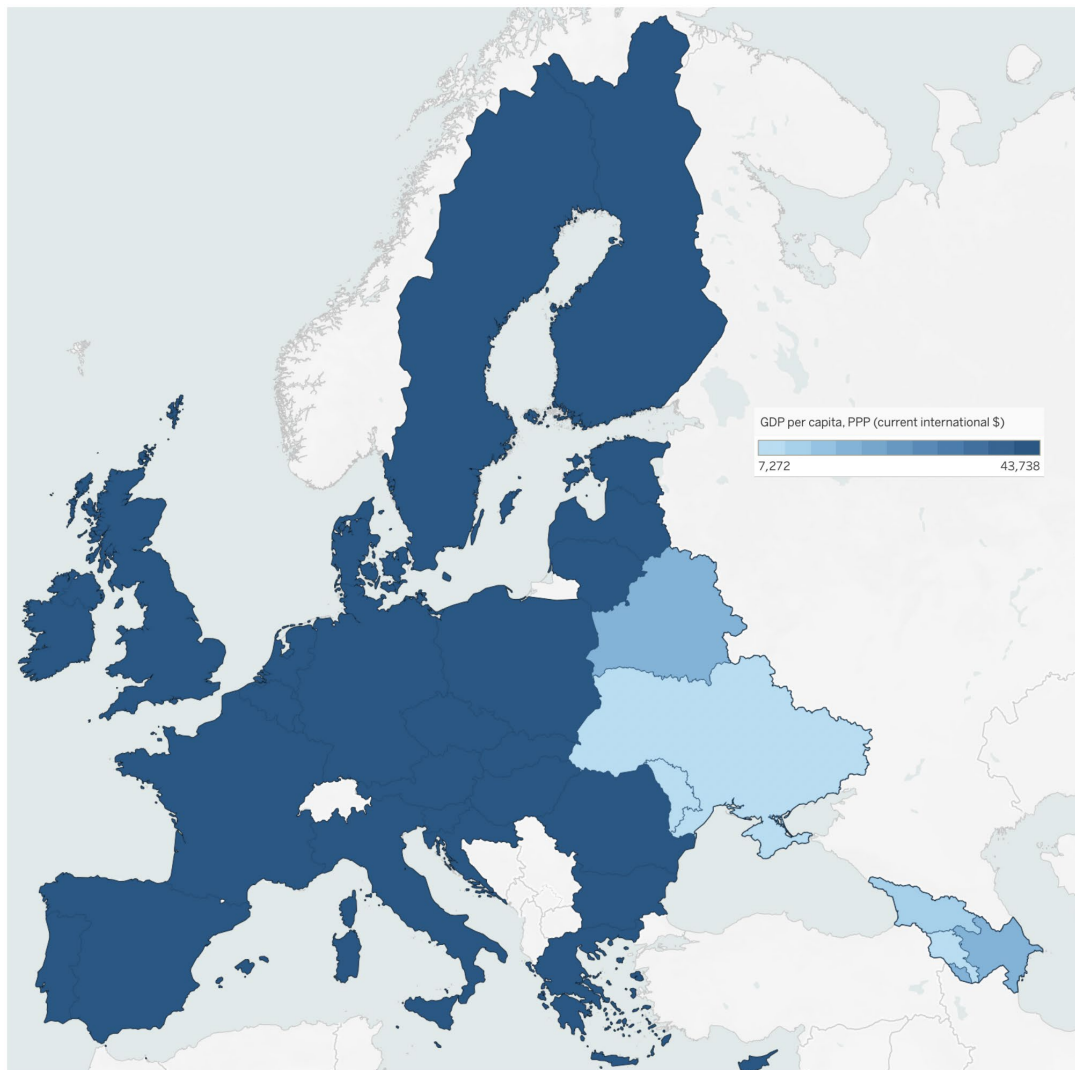 GDP per capita, PPP (current international $)
7,272 43,738